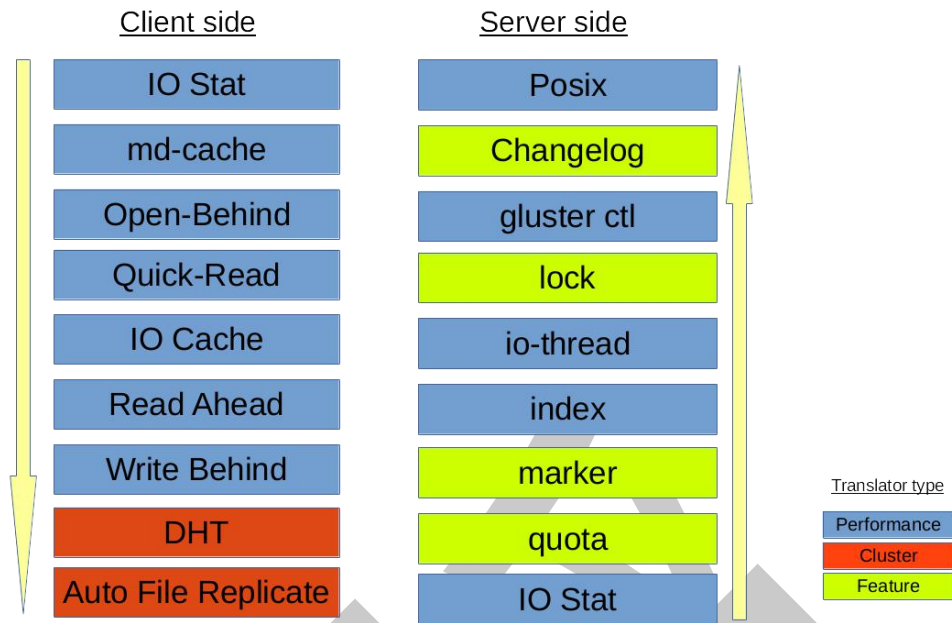 Client side
IO Stat
md-cache
Open-Behind
Quick-Read
IO Cache
Read Ahead
Write Behind
DHT
Auto File Replicate
Server side
Posix
Changelog
gluster ctl
lock
io-thread
index
marker
quota
IO Stat
Translator type
Performance
Cluster
Feature